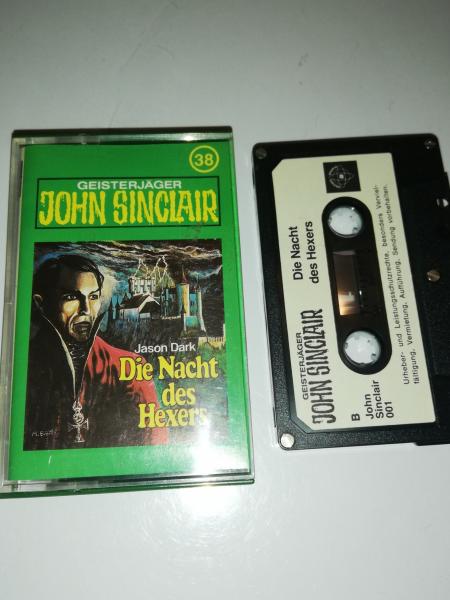 38
GEISTERJÄGER
JOHN SINCLAIR
Jason Dark
Die Nacht
des
Hexers
GEISTERJÄGER
JOHN SINCLAIR
Die Nacht
des Hexers
B
John
Sinclair
001
Urheber- und Leistungsschutzrechte, besonders Verviel-
fältigung, Vermietung, Aufführung, Sendung vorbehalten.